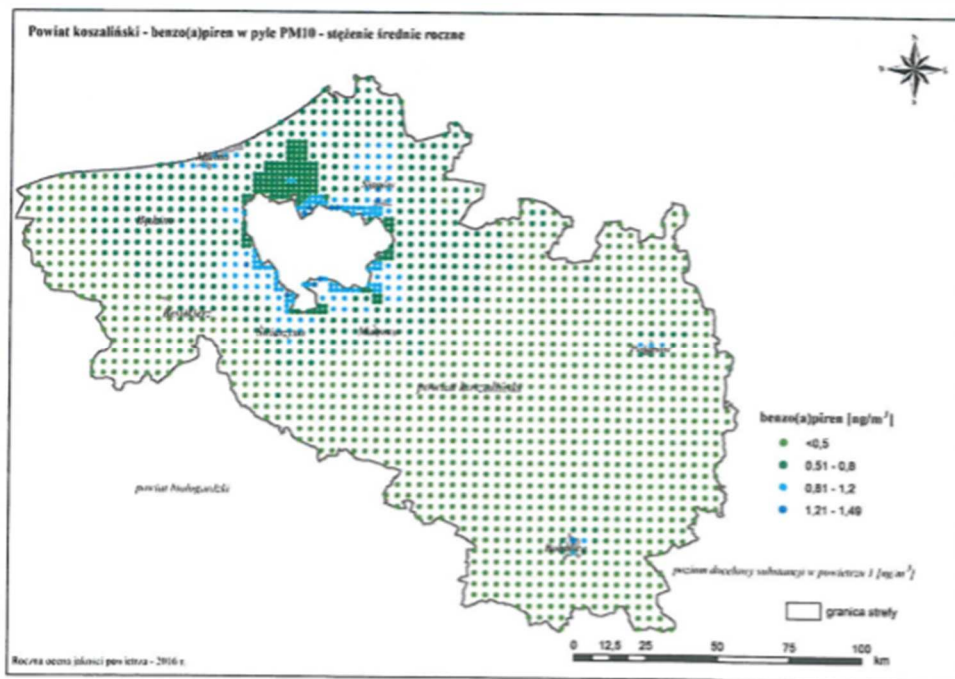 Powiat koszaliński - benzo(a)piren w pyle PM10 - stężenie średnie roczne
powiat koszaliński
benzo(a)piren [ng/m³]
<0,5
0.51 - 0,8
0,81 - 1,2
1,21 - 1,49
powiat białogardzki
poziom docelowy substancji w powietrzu 1 [ng/m³]
granica strefy
0 12,5 25 50 75 100
km
Roczna ocena jakości powietrza - 2016 r.